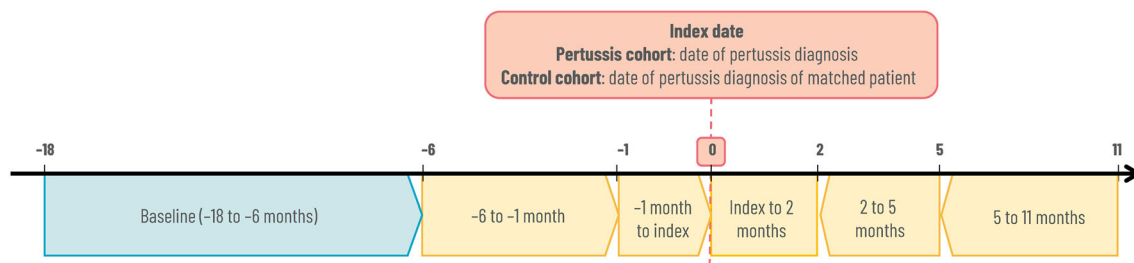 Index date
Pertussis cohort: date of pertussis diagnosis
Control cohort: date of pertussis diagnosis of matched patient
–18 –6 –1 0 2 5 11
Baseline (–18 to –6 months)
–6 to –1 month
–1 month
to index
Index to 2
months
2 to 5
months
5 to 11 months